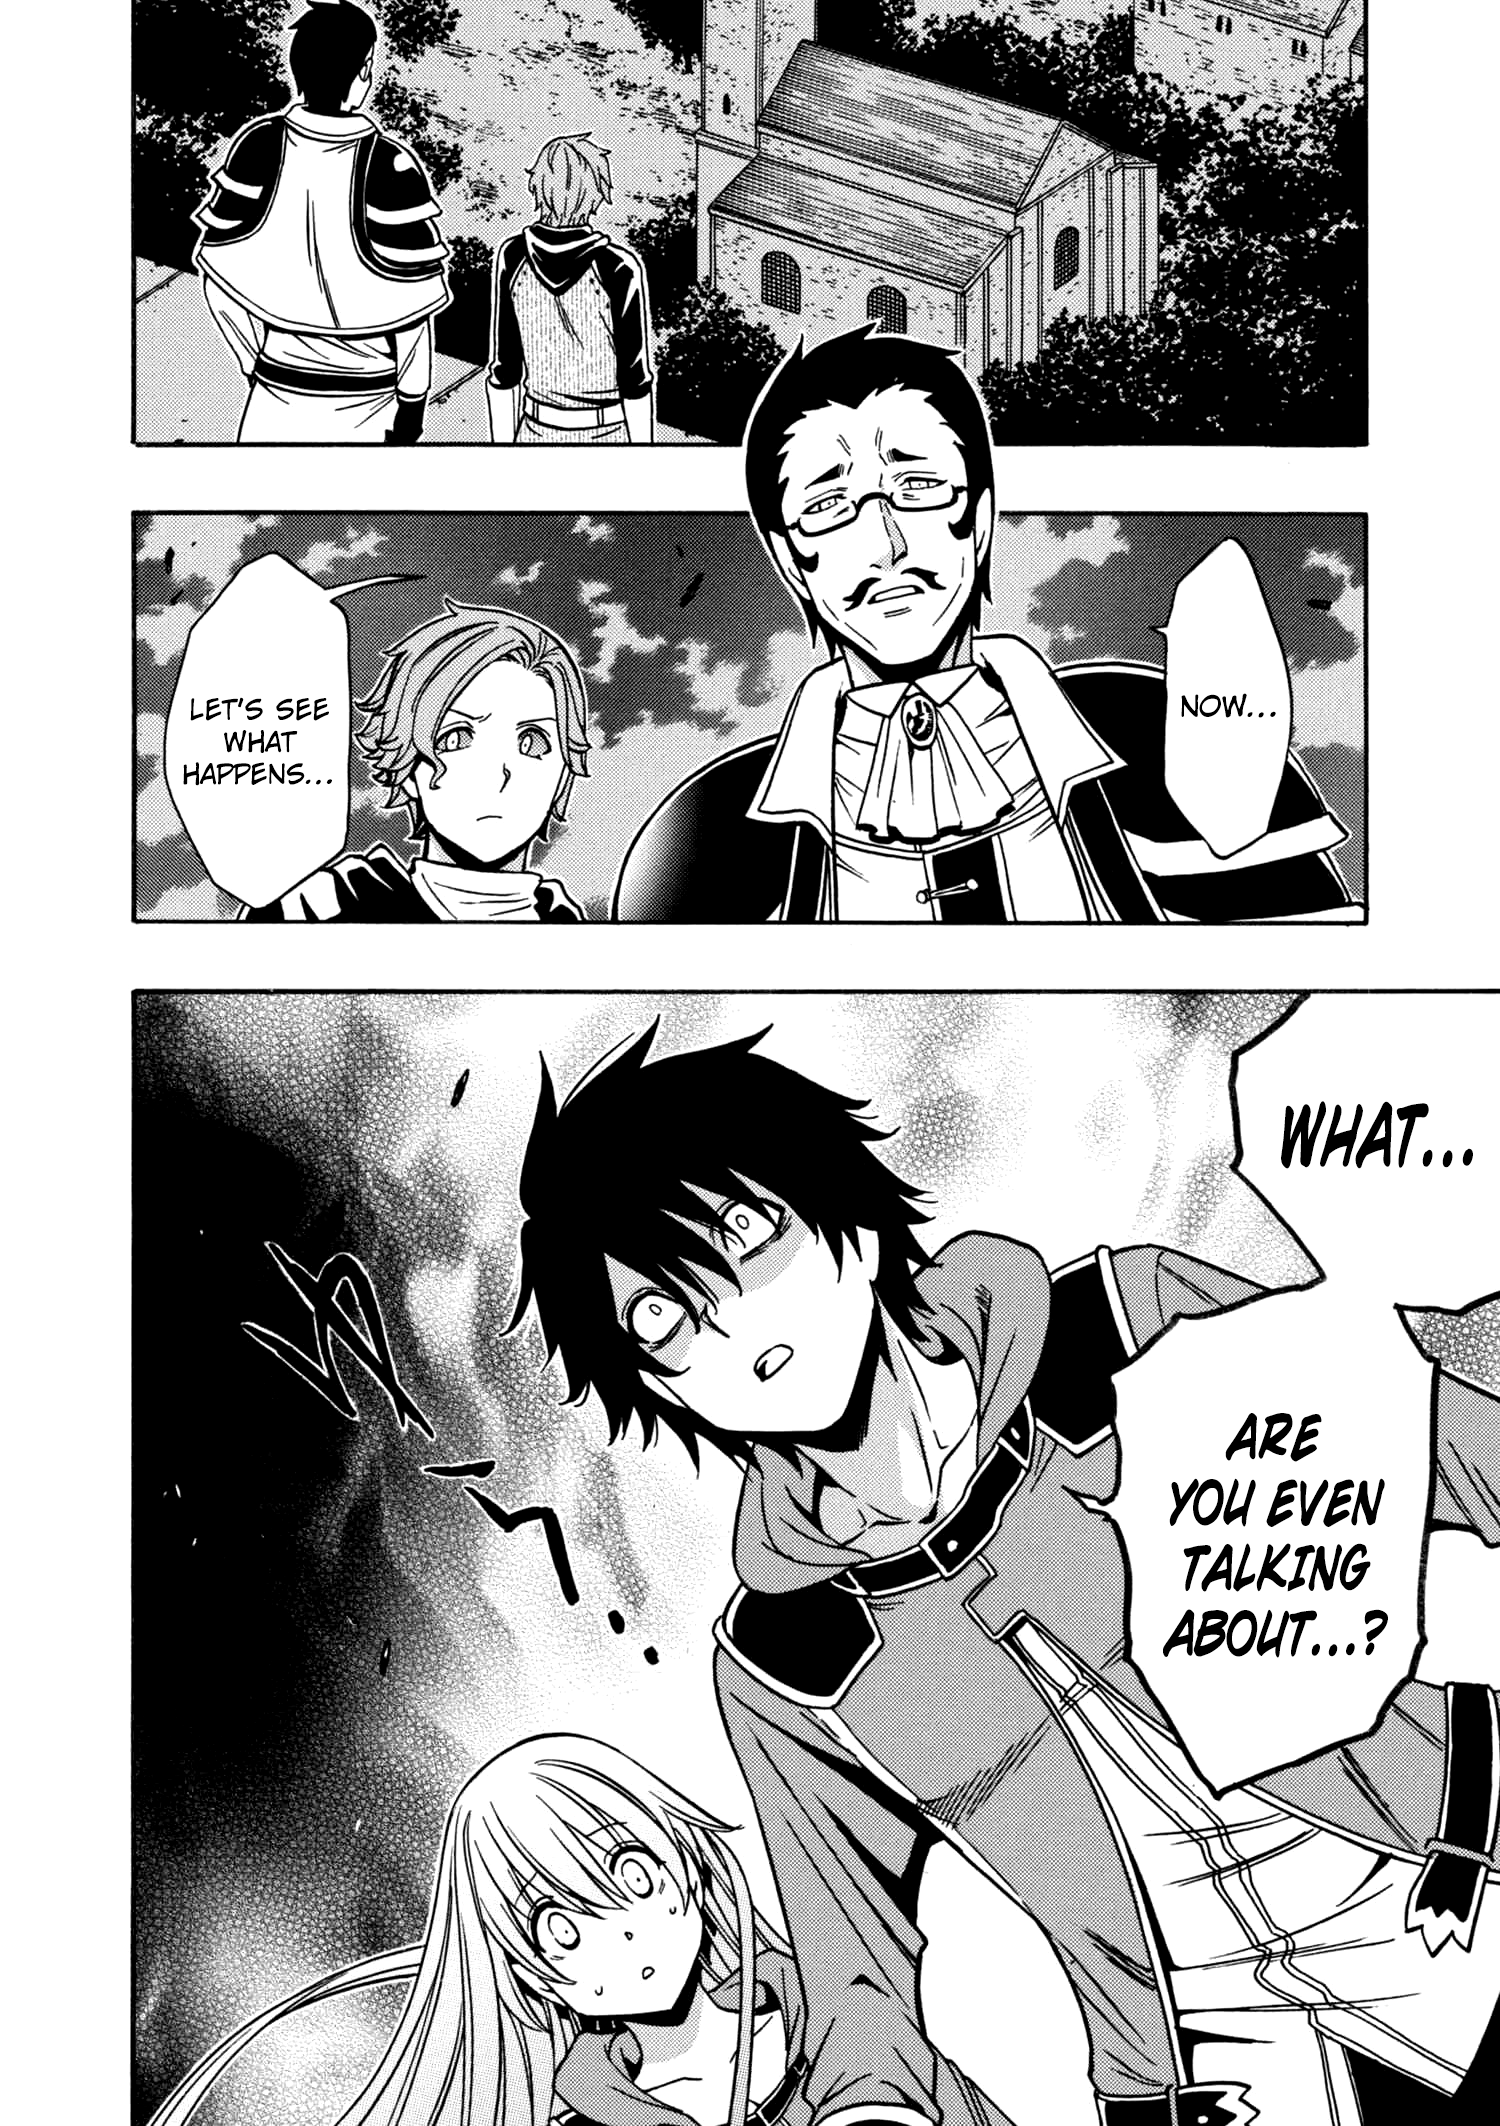 NOW...
LET'S SEE
WHAT
HAPPENS...
WHAT...
ARE
YOU EVEN
TALKING
ABOUT...?